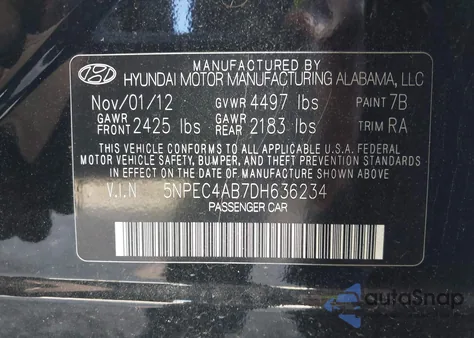 HYUNDAI MOTOR MANUFACTURING ALABAMA, LLC
Nov/01/12 GVWR 4497 lbs PAINT 7B
GAWR FRONT 2425 lbs GAWR REAR 2183 lbs TRIM RA
THIS VEHICLE CONFORMS TO ALL APPLICABLE U.S.A FEDERAL
MOTOR VEHICLE SAFETY, BUMPER, AND THEFT PREVENTION
STANDARDS IN EFFECT ON THE DATE OF MANUFACTURE SHOWN ABOVE.
V.I.N 5NPEC4AB7DH636234
PASSENGER CAR
autoSnap